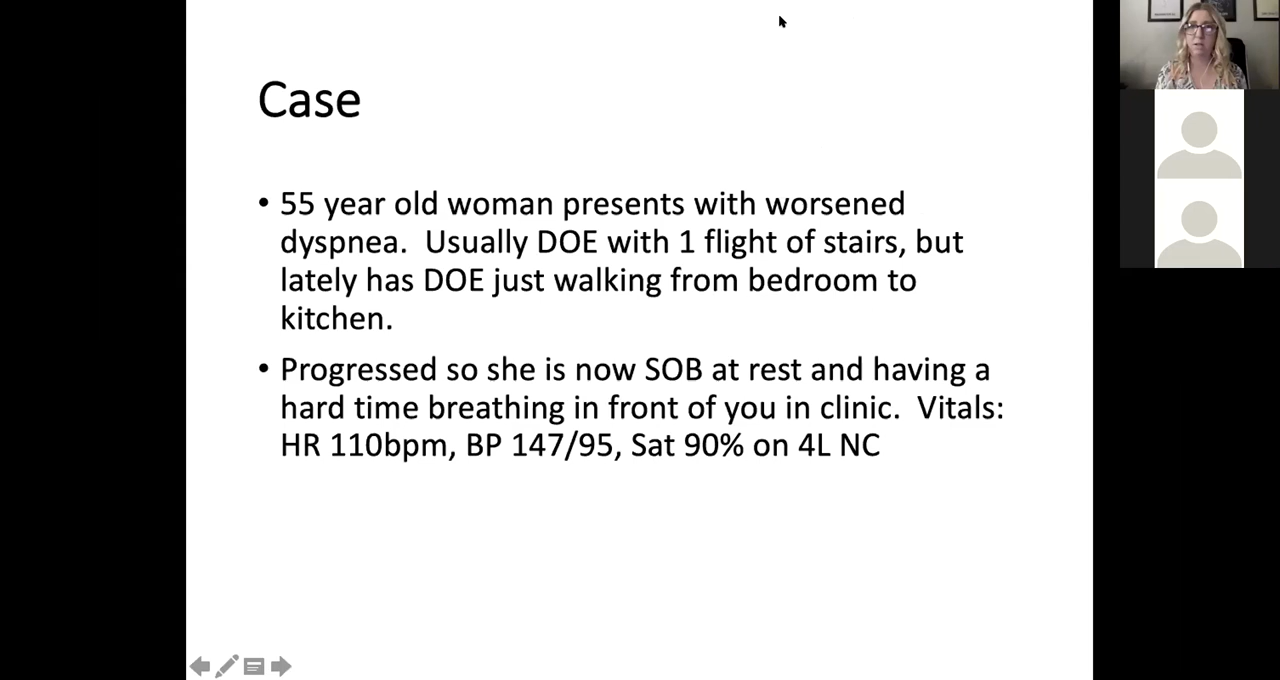 Case
• 55 year old woman presents with worsened
dyspnea.  Usually DOE with 1 flight of stairs, but
lately has DOE just walking from bedroom to
kitchen.
• Progressed so she is now SOB at rest and having a
hard time breathing in front of you in clinic.  Vitals:
HR 110bpm, BP 147/95, Sat 90% on 4L NC